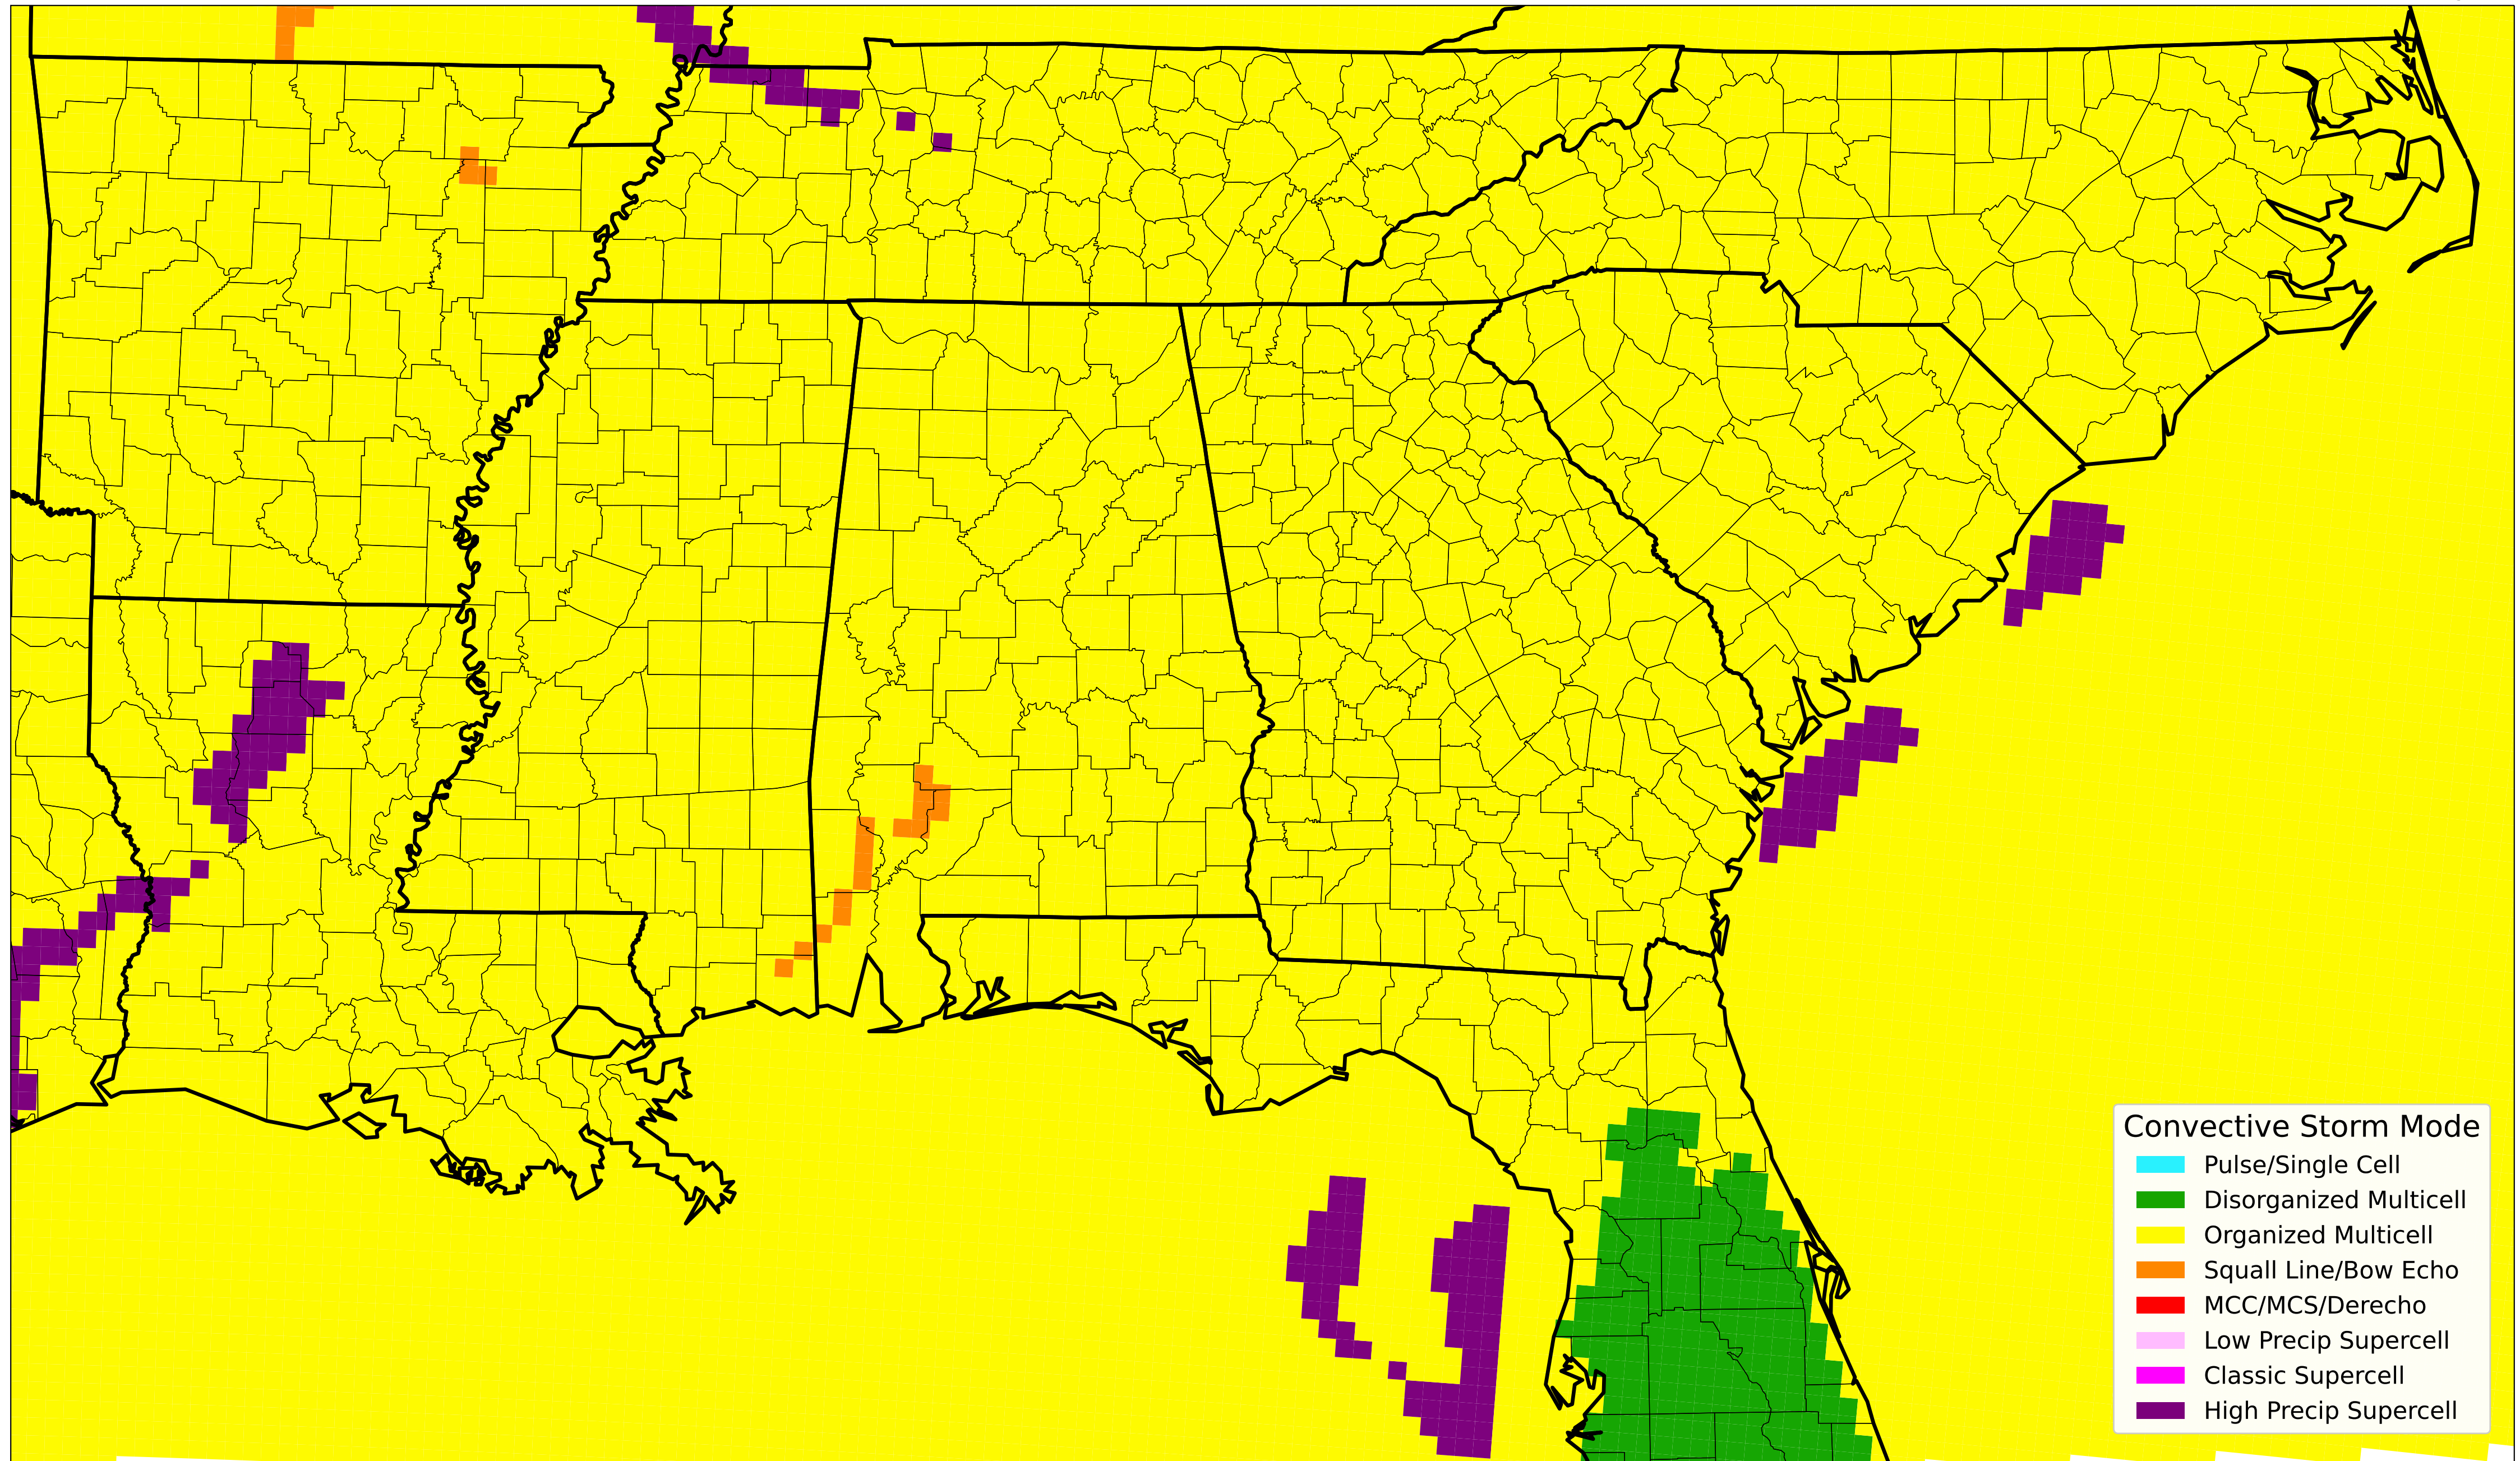 Convective Storm Mode
Pulse/Single Cell
Disorganized Multicell
Organized Multicell
Squall Line/Bow Echo
MCC/MCS/Derecho
Low Precip Supercell
Classic Supercell
High Precip Supercell